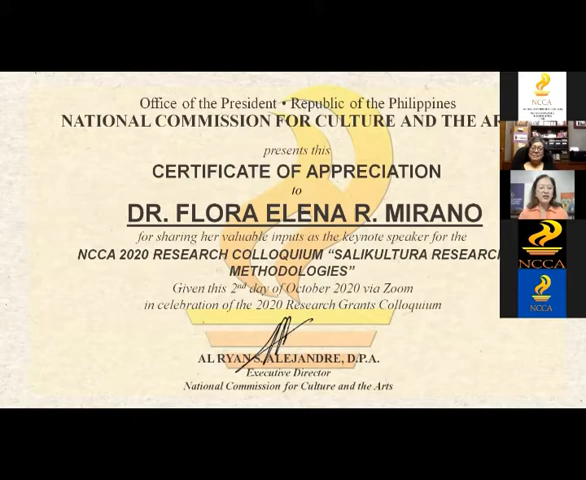 Office of the President • Republic of the Philippines
NATIONAL COMMISSION FOR CULTURE AND THE AR
presents this
CERTIFICATE OF APPRECIATION
to
DR. FLORA ELENA R. MIRANO
for sharing her valuable inputs as the keynote speaker for the
NCCA 2020 RESEARCH COLLOQUIUM “SALIKULTURA RESEARC
METHODOLOGIES”
Given this 2nd day of October 2020 via Zoom
in celebration of the 2020 Research Grants Colloquium
AL RYAN S. ALEJANDRE, D.P.A.
Executive Director
National Commission for Culture and the Arts
NCCA
NCCA
NCCA